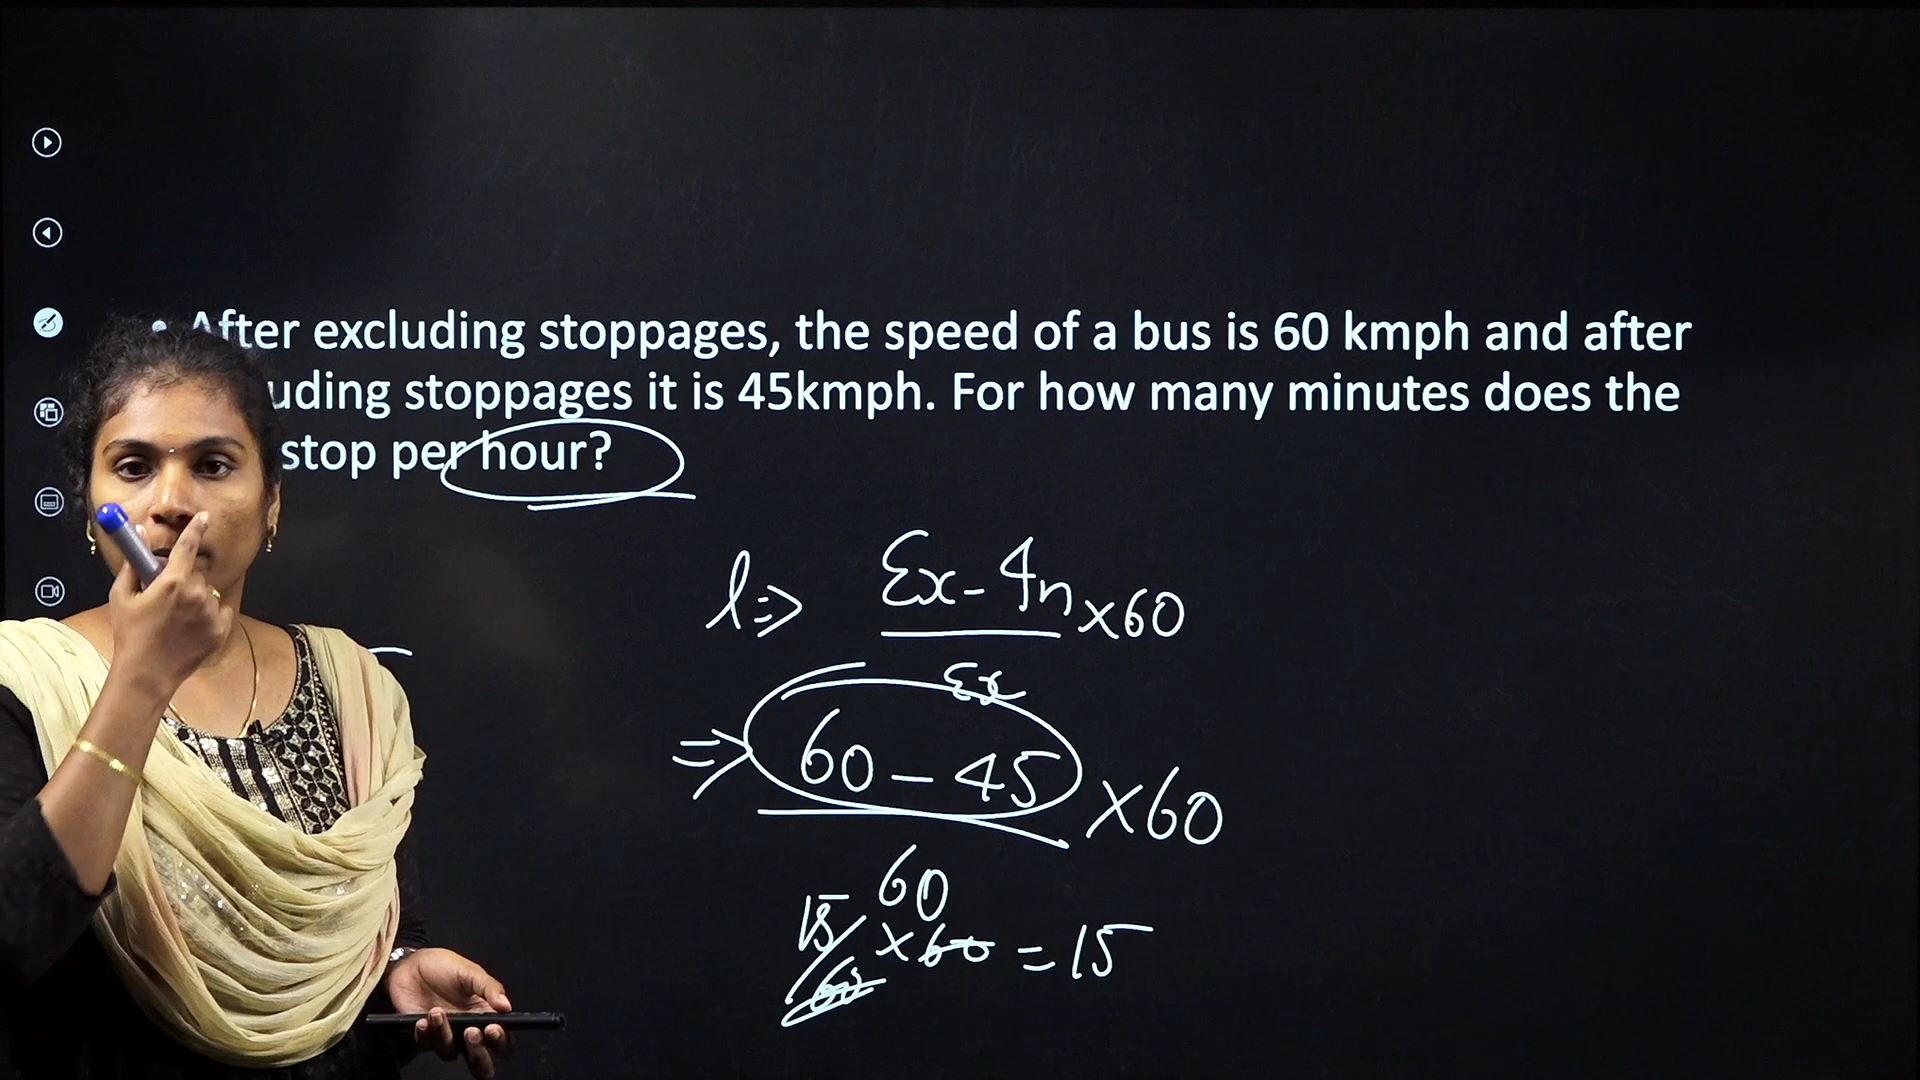 After excluding stoppages, the speed of a bus is 60 kmph and after
uding stoppages it is 45kmph. For how many minutes does the
stop per hour?
l => Ex - In × 60
Ex
=> 60 - 45 × 60
60
15/60 × 60 = 15